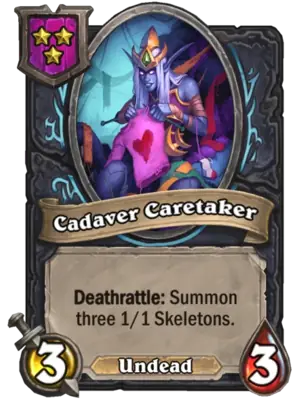 Cadaver Caretaker
Deathrattle: Summon
three 1/1 Skeletons.
3
Undead
3